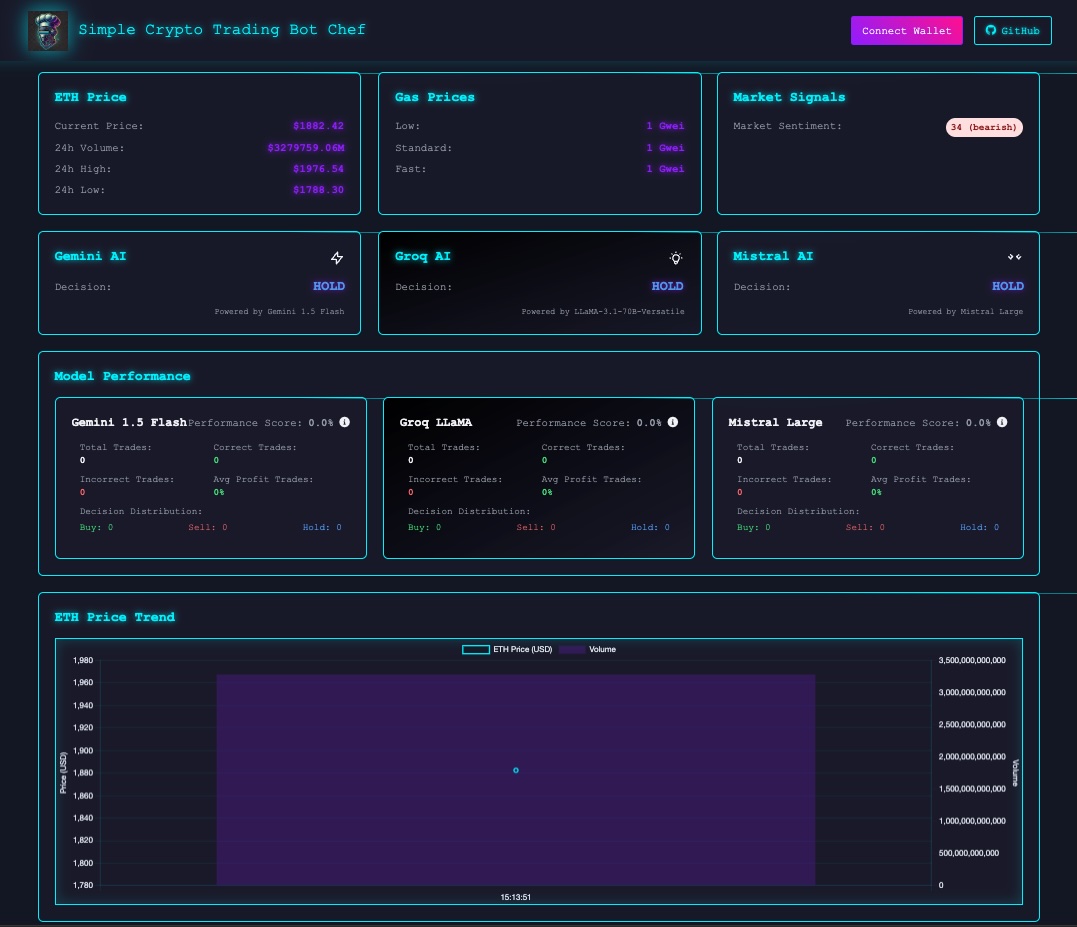 Simple Crypto Trading Bot Chef
Connect Wallet
GitHub
ETH Price
Current Price: $1882.42
24h Volume: $3279759.06M
24h High: $1976.54
24h Low: $1788.30
Gas Prices
Low: 1 Gwei
Standard: 1 Gwei
Fast: 1 Gwei
Market Signals
Market Sentiment: 34 (bearish)
Gemini AI
Decision: HOLD
Powered by Gemini 1.5 Flash
Groq AI
Decision: HOLD
Powered by LLaMA-3.1-70B-Versatile
Mistral AI
Decision: HOLD
Powered by Mistral Large
Model Performance
Gemini 1.5 Flash Performance Score: 0.0%
Total Trades: Correct Trades:
0 0
Incorrect Trades: Avg Profit Trades:
0 0%
Decision Distribution:
Buy: 0 Sell: 0 Hold: 0
Groq LLaMA Performance Score: 0.0%
Total Trades: Correct Trades:
0 0
Incorrect Trades: Avg Profit Trades:
0 0%
Decision Distribution:
Buy: 0 Sell: 0 Hold: 0
Mistral Large Performance Score: 0.0%
Total Trades: Correct Trades:
0 0
Incorrect Trades: Avg Profit Trades:
0 0%
Decision Distribution:
Buy: 0 Sell: 0 Hold: 0
ETH Price Trend
ETH Price (USD) Volume
Price (USD)
1,980
1,960
1,940
1,920
1,900
1,880
1,860
1,840
1,820
1,800
1,780
3,500,000,000,000
3,000,000,000,000
2,500,000,000,000
2,000,000,000,000
1,500,000,000,000
1,000,000,000,000
500,000,000,000
0
Volume
15:13:51